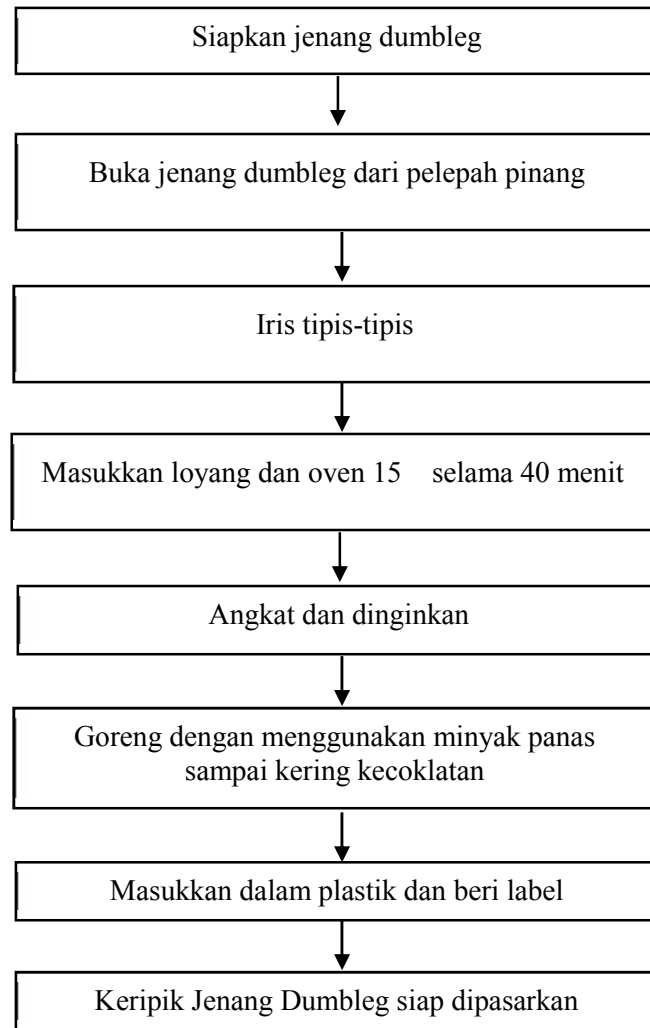 Siapkan jenang dumbleg
Buka jenang dumbleg dari pelepah pinang
Iris tipis-tipis
Masukkan loyang dan oven 15    selama 40 menit
Angkat dan dinginkan
Goreng dengan menggunakan minyak panas
sampai kering kecoklatan
Masukkan dalam plastik dan beri label
Keripik Jenang Dumbleg siap dipasarkan